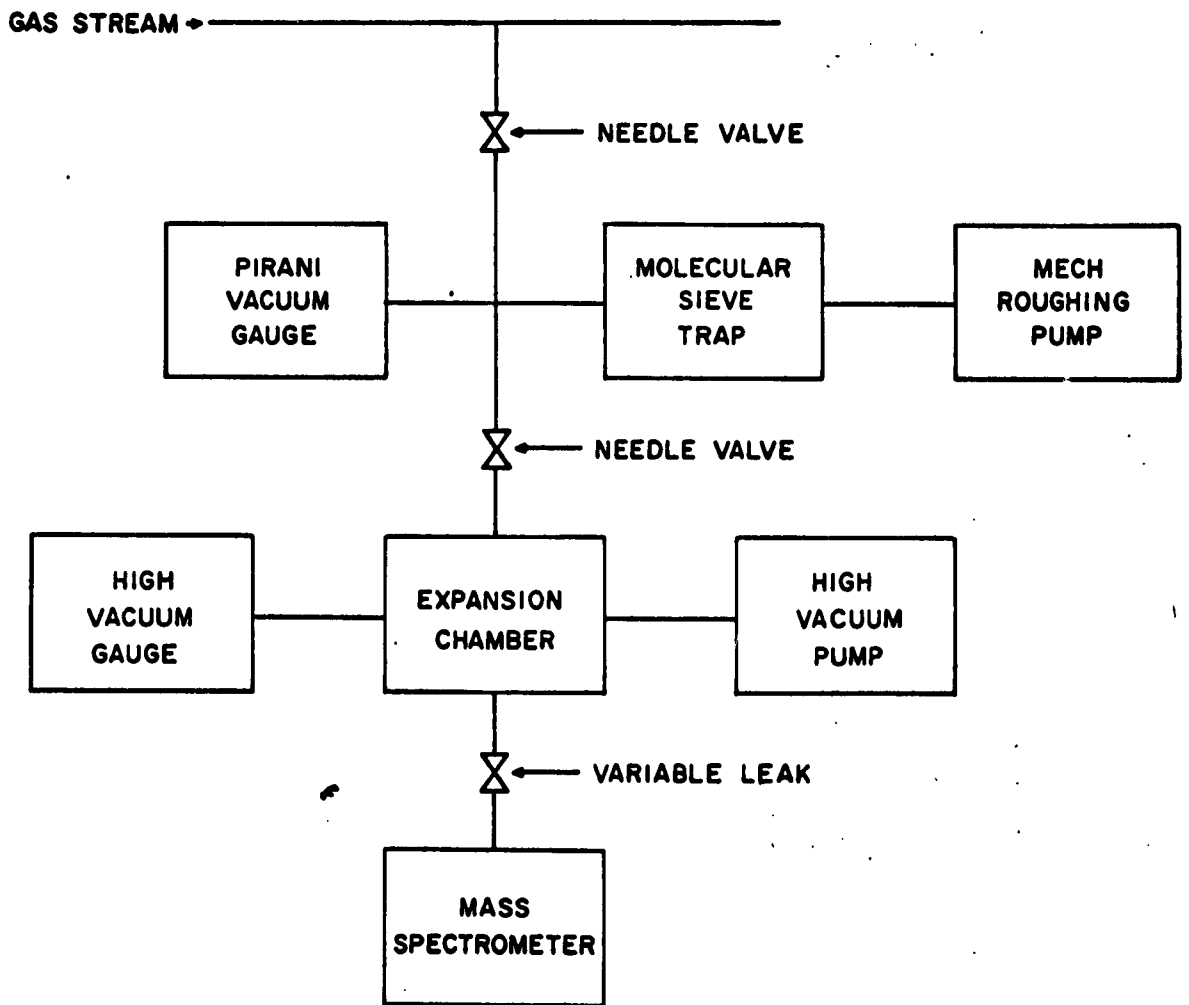 GAS STREAM
NEEDLE VALVE
PIRANI
VACUUM
GAUGE
MOLECULAR
SIEVE
TRAP
MECH
ROUGHING
PUMP
NEEDLE VALVE
HIGH
VACUUM
GAUGE
EXPANSION
CHAMBER
HIGH
VACUUM
PUMP
VARIABLE LEAK
MASS
SPECTROMETER